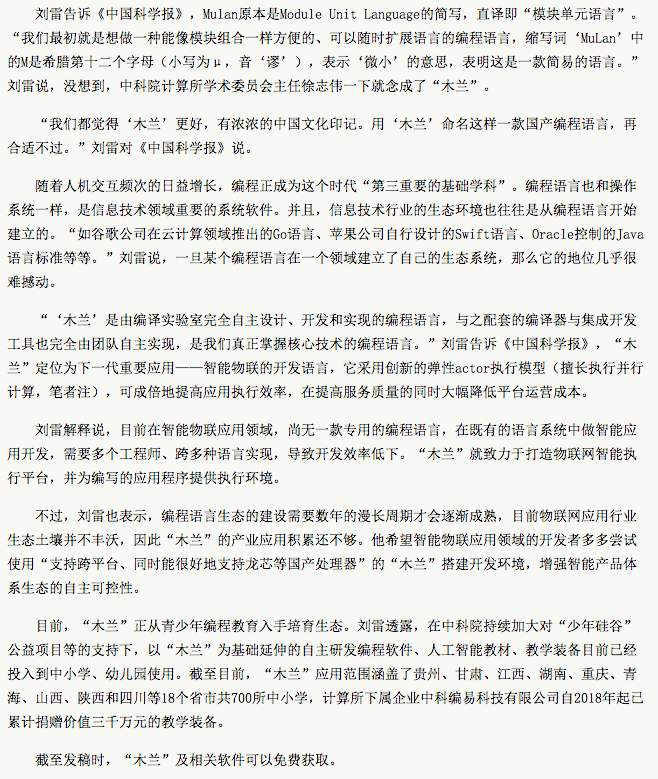 刘雷告诉《中国科学报》，Mulan原本是Module Unit Language的简写，直译即“模块单元语言”。
“我们最初就是想做一种能像模块组合一样方便的、可以随时扩展语言的编程语言，缩写词‘MuLan’中
的M是希腊第十二个字母（小写为μ，音‘谬’），表示‘微小’的意思，表明这是一款简易的语言。”
刘雷说，没想到，中科院计算所学术委员会主任徐志伟一下就念成了“木兰”。
“我们都觉得‘木兰’更好，有浓浓的中国文化印记。用‘木兰’命名这样一款国产编程语言，再
合适不过。”刘雷对《中国科学报》说。
随着人机交互频次的日益增长，编程正成为这个时代“第三重要的基础学科”。编程语言也和操作
系统一样，是信息技术领域重要的系统软件。并且，信息技术行业的生态环境也往往是从编程语言开始
建立的。“如谷歌公司在云计算领域推出的Go语言、苹果公司自行设计的Swift语言、Oracle控制的Java
语言标准等等。”刘雷说，一旦某个编程语言在一个领域建立了自己的生态系统，那么它的地位几乎很
难撼动。
“‘木兰’是由编译实验室完全自主设计、开发和实现的编程语言，与之配套的编译器与集成开发
工具也完全由团队自主实现，是我们真正掌握核心技术的编程语言。”刘雷告诉《中国科学报》，“木
兰”定位为下一代重要应用——智能物联的开发语言，它采用创新的弹性actor执行模型（擅长执行并行
计算，笔者注），可成倍地提高应用执行效率，在提高服务质量的同时大幅降低平台运营成本。
刘雷解释说，目前在智能物联应用领域，尚无一款专用的编程语言，在既有的语言系统中做智能应
用开发，需要多个工程师、跨多种语言实现，导致开发效率低下。“木兰”就致力于打造物联网智能执
行平台，并为编写的应用程序提供执行环境。
不过，刘雷也表示，编程语言生态的建设需要数年的漫长周期才会逐渐成熟，目前物联网应用行业
生态土壤并不丰沃，因此“木兰”的产业应用积累还不够。他希望智能物联应用领域的开发者多多尝试
使用“支持跨平台、同时能很好地支持龙芯等国产处理器”的“木兰”搭建开发环境，增强智能产品体
系生态的自主可控性。
目前，“木兰”正从青少年编程教育入手培育生态。刘雷透露，在中科院持续加大对“少年硅谷”
公益项目等的支持下，以“木兰”为基础延伸的自主研发编程软件、人工智能教材、教学装备目前已经
投入到中小学、幼儿园使用。截至目前，“木兰”应用范围涵盖了贵州、甘肃、江西、湖南、重庆、青
海、山西、陕西和四川等18个省市共700所中小学，计算所下属企业中科编易科技有限公司自2018年起已
累计捐赠价值三千万元的教学装备。
截至发稿时，“木兰”及相关软件可以免费获取。